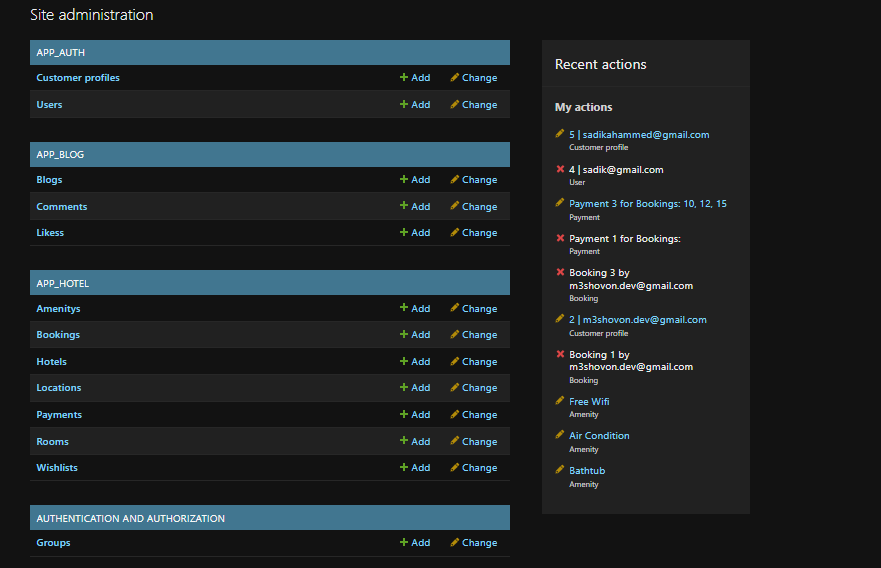 Site administration
APP_AUTH
Customer profiles Add Change
Users Add Change
APP_BLOG
Blogs Add Change
Comments Add Change
Likess Add Change
APP_HOTEL
Amenitys Add Change
Bookings Add Change
Hotels Add Change
Locations Add Change
Payments Add Change
Rooms Add Change
Wishlists Add Change
AUTHENTICATION AND AUTHORIZATION
Groups Add Change
Recent actions
My actions
5 | sadikahammed@gmail.com
Customer profile
4 | sadik@gmail.com
User
Payment 3 for Bookings: 10, 12, 15
Payment
Payment 1 for Bookings:
Payment
Booking 3 by
m3shovon.dev@gmail.com
Booking
2 | m3shovon.dev@gmail.com
Customer profile
Booking 1 by
m3shovon.dev@gmail.com
Booking
Free Wifi
Amenity
Air Condition
Amenity
Bathtub
Amenity